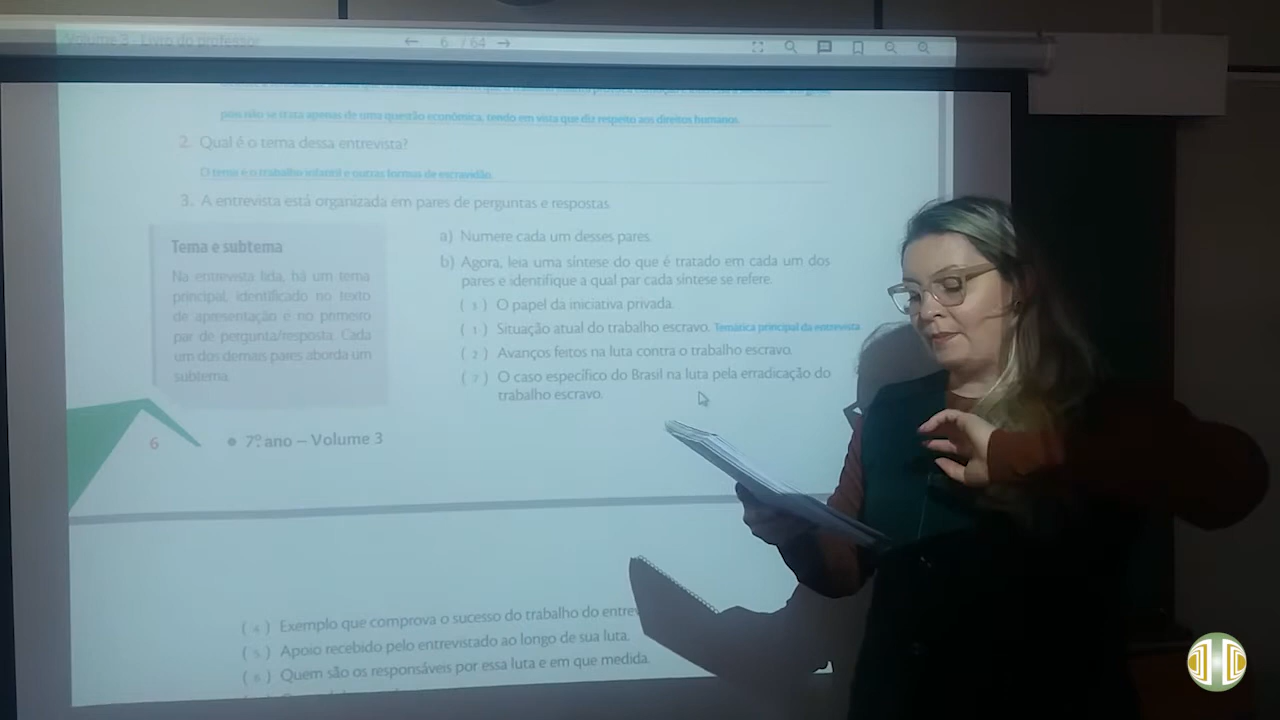 Volume 3 - Livro do professor
6 / 64
pois não se trata apenas de uma questão econômica, tendo em vista que diz respeito aos direitos humanos.
2. Qual é o tema dessa entrevista?
O tema é o trabalho infantil e outras formas de escravidão.
3. A entrevista está organizada em pares de perguntas e respostas.
Tema e subtema
Na entrevista lida, há um tema
principal, identificado no texto
de apresentação e no primeiro
par de pergunta/resposta. Cada
um dos demais pares aborda um
subtema.
a) Numere cada um desses pares.
b) Agora, leia uma síntese do que é tratado em cada um dos
pares e identifique a qual par cada síntese se refere.
( ) O papel da iniciativa privada.
( 1 ) Situação atual do trabalho escravo. Temática principal da entrevista
( 2 ) Avanços feitos na luta contra o trabalho escravo.
( 7 ) O caso específico do Brasil na luta pela erradicação do
trabalho escravo.
6
7º. ano – Volume 3
( 4 ) Exemplo que comprova o sucesso do trabalho do entre
( 5 ) Apoio recebido pelo entrevistado ao longo de sua luta.
( ) Quem são os responsáveis por essa luta e em que medida.